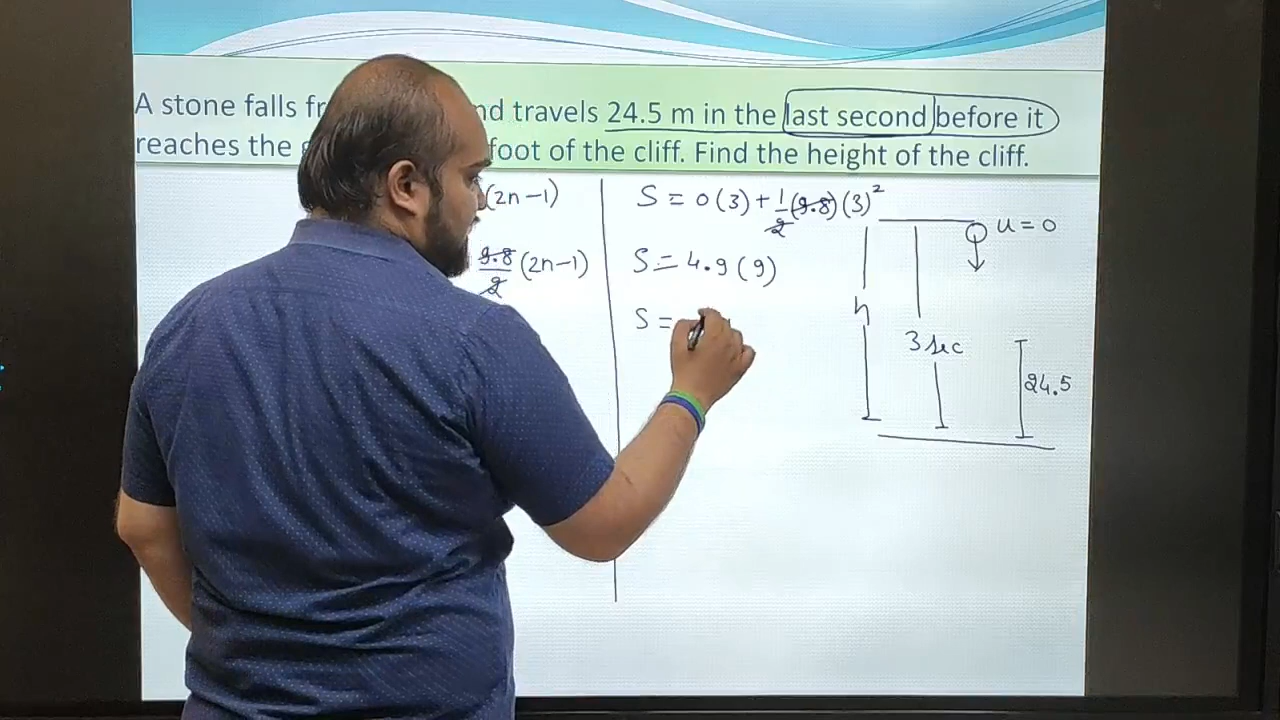 A stone falls travels 24.5 m in the last second before it
reaches the foot of the cliff. Find the height of the cliff.
(2n-1)
9.8/2 (2n-1)
S = 0(3) + 1/2 (9.8) (3)²
S = 4.9 (9)
S =
u = 0
h
3 sec
24.5